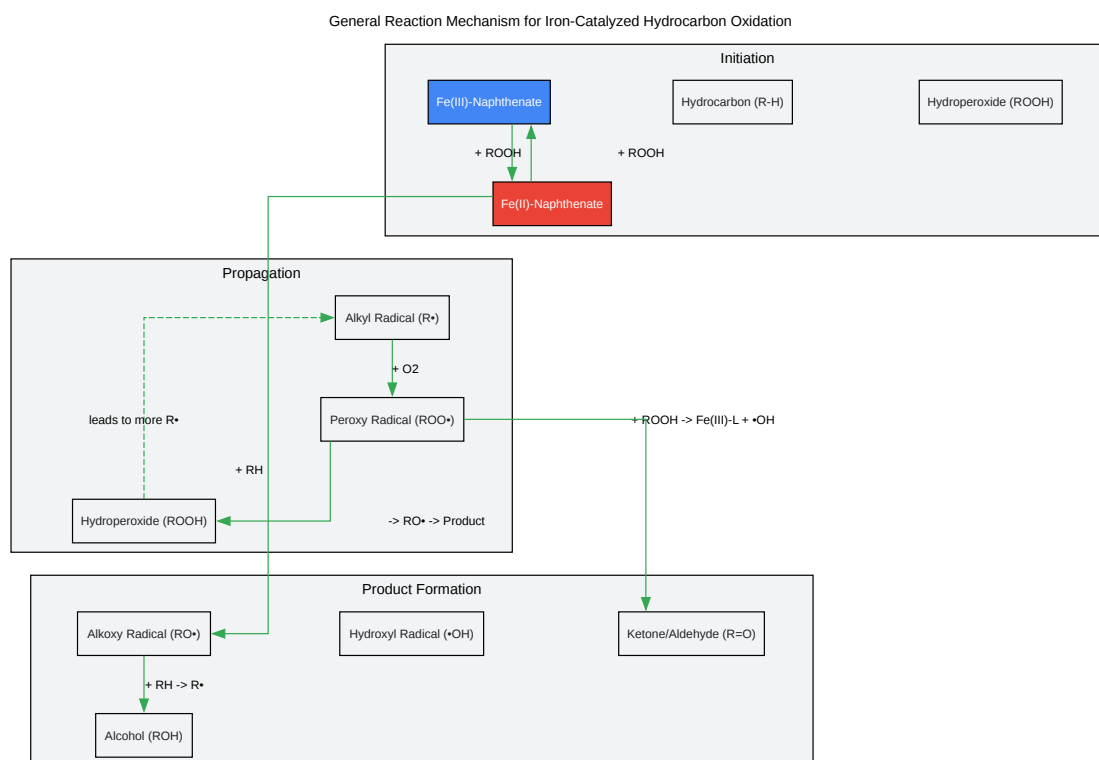 General Reaction Mechanism for Iron-Catalyzed Hydrocarbon Oxidation
Initiation
Fe(III)-Naphthenate
Hydrocarbon (R-H)
Hydroperoxide (ROOH)
+ ROOH
+ ROOH
Fe(II)-Naphthenate
Propagation
Alkyl Radical (R•)
+ O2
Peroxy Radical (ROO•)
leads to more R•
+ ROOH -> Fe(III)-L + •OH
+ RH
Hydroperoxide (ROOH)
-> RO• -> Product
Product Formation
Alkoxy Radical (RO•)
Hydroxyl Radical (•OH)
Ketone/Aldehyde (R=O)
+ RH -> R•
Alcohol (ROH)